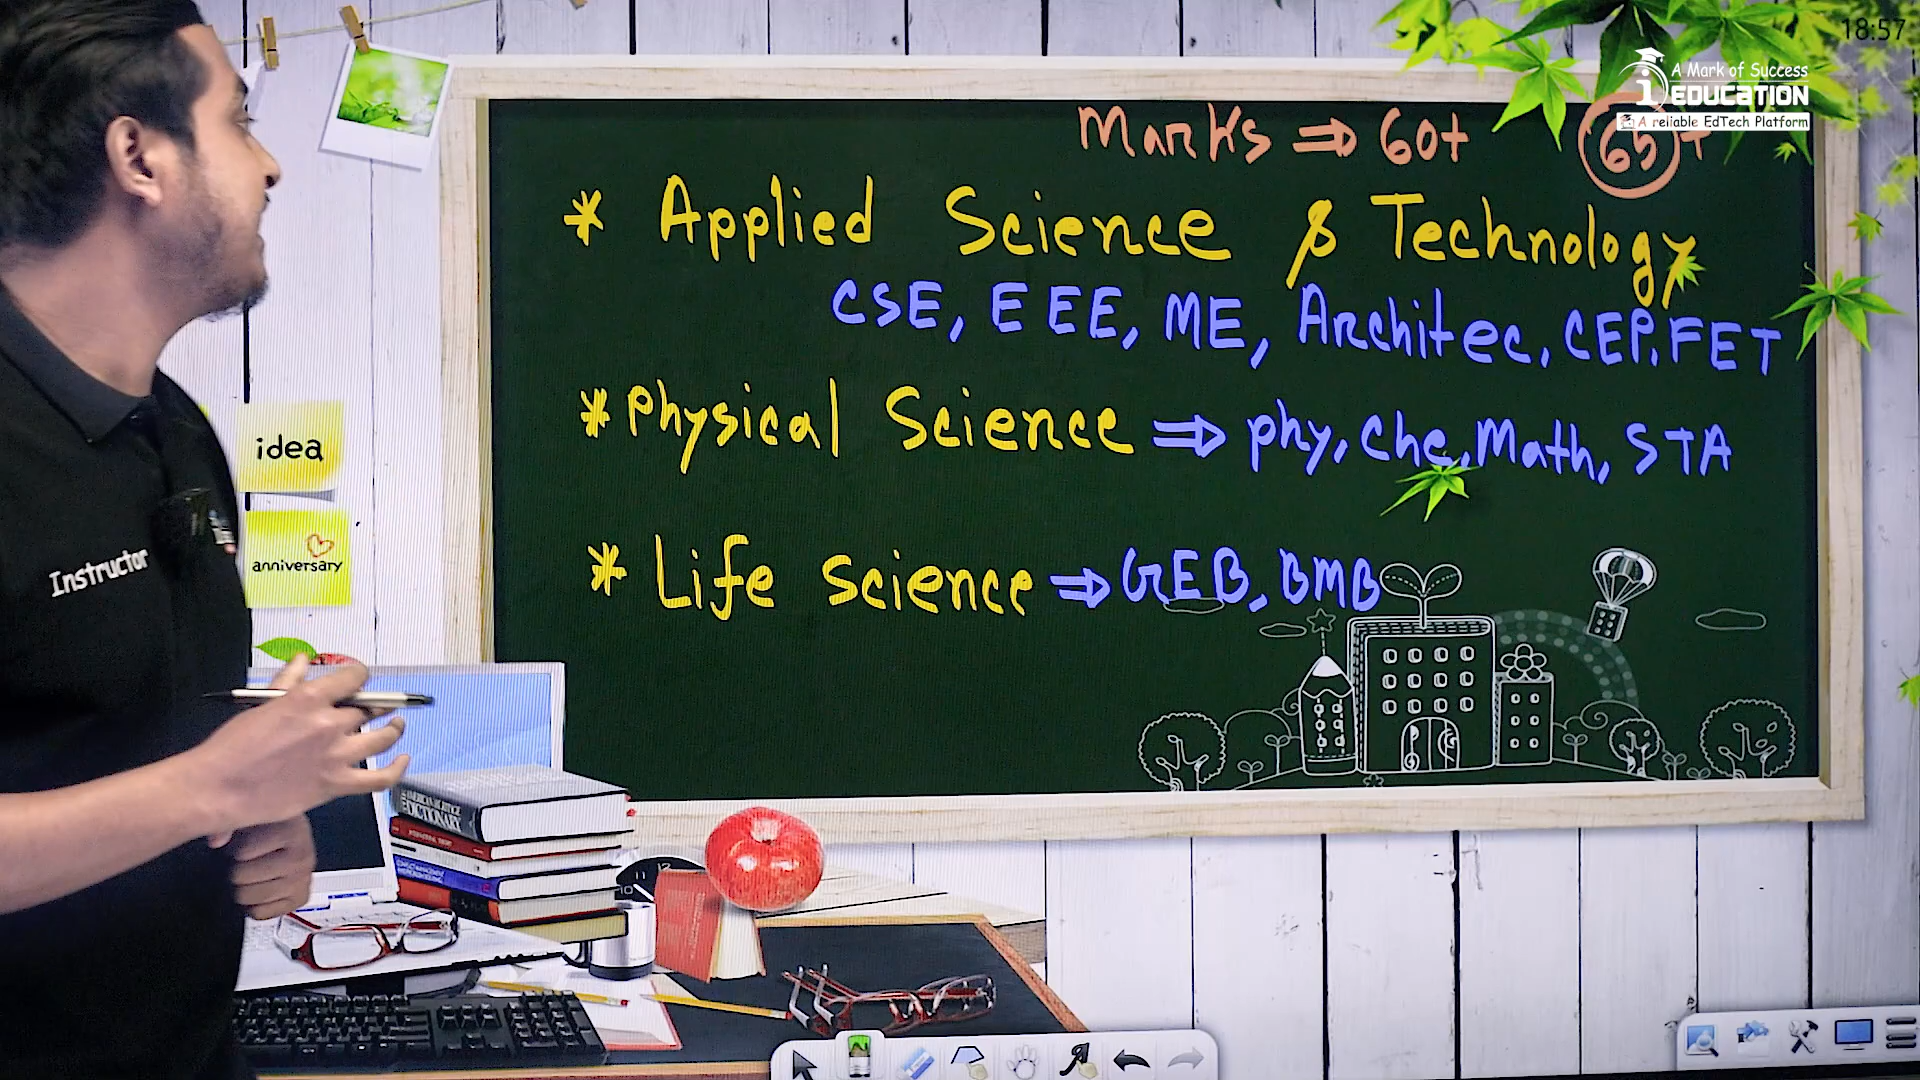 18:57
A Mark of Success
EDUCATION
A reliable EdTech Platform
Marks ⇒ 60+ 65+
* Applied Science & Technology
CSE, EEE, ME, Architec, CEP, FET
* Physical Science ⇒ phy, Che, Math, STA
* Life science ⇒ GEB, BMB
idea
anniversary
Instructor
DICTIONARY